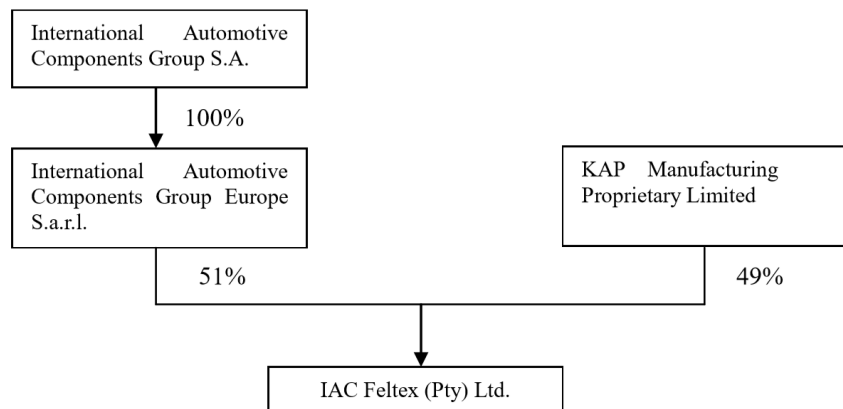 International Automotive
Components Group S.A.
100%
International Automotive
Components Group Europe
S.a.r.l.
KAP Manufacturing
Proprietary Limited
51%
49%
IAC Feltex (Pty) Ltd.